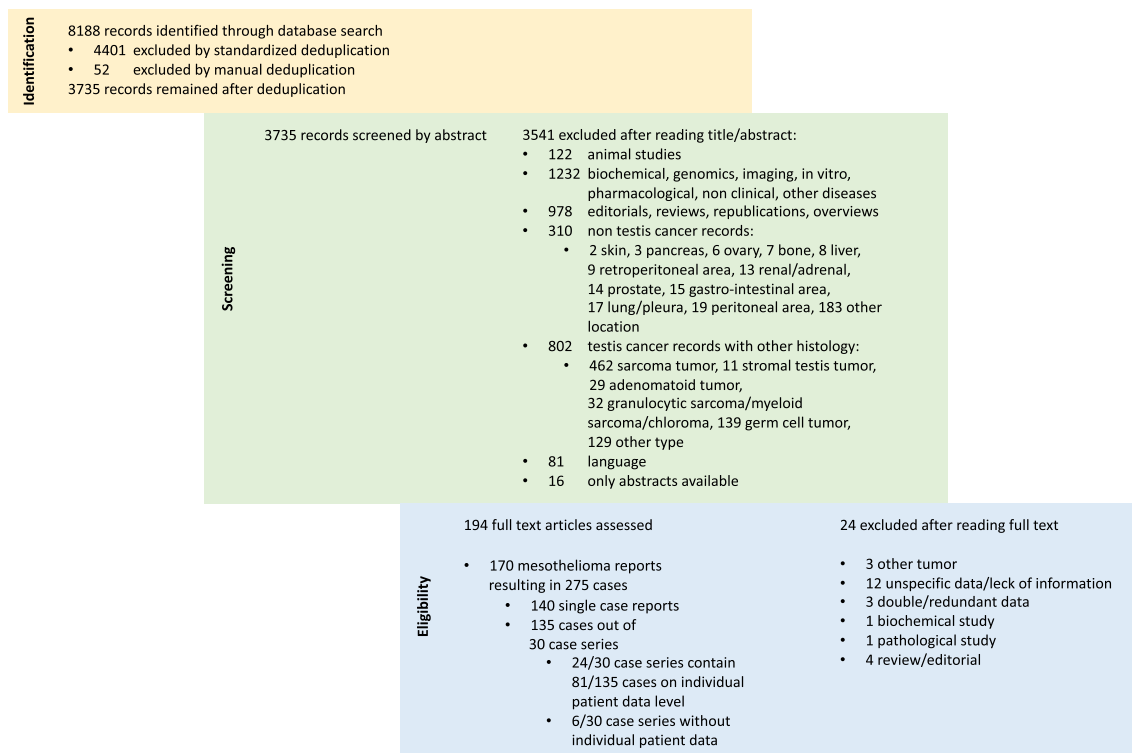 Identification
8188 records identified through database search
• 4401 excluded by standardized deduplication
• 52 excluded by manual deduplication
3735 records remained after deduplication
Screening
3735 records screened by abstract
3541 excluded after reading title/abstract:
• 122 animal studies
• 1232 biochemical, genomics, imaging, in vitro,
pharmacological, non clinical, other diseases
• 978 editorials, reviews, republications, overviews
• 310 non testis cancer records:
• 2 skin, 3 pancreas, 6 ovary, 7 bone, 8 liver,
9 retroperitoneal area, 13 renal/adrenal,
14 prostate, 15 gastro-intestinal area,
17 lung/pleura, 19 peritoneal area, 183 other
location
• 802 testis cancer records with other histology:
• 462 sarcoma tumor, 11 stromal testis tumor,
29 adenomatoid tumor,
32 granulocytic sarcoma/myeloid
sarcoma/chloroma, 139 germ cell tumor,
129 other type
• 81 language
• 16 only abstracts available
Eligibility
194 full text articles assessed
• 170 mesothelioma reports
resulting in 275 cases
• 140 single case reports
• 135 cases out of
30 case series
• 24/30 case series contain
81/135 cases on individual
patient data level
• 6/30 case series without
individual patient data
24 excluded after reading full text
• 3 other tumor
• 12 unspecific data/lack of information
• 3 double/redundant data
• 1 biochemical study
• 1 pathological study
• 4 review/editorial